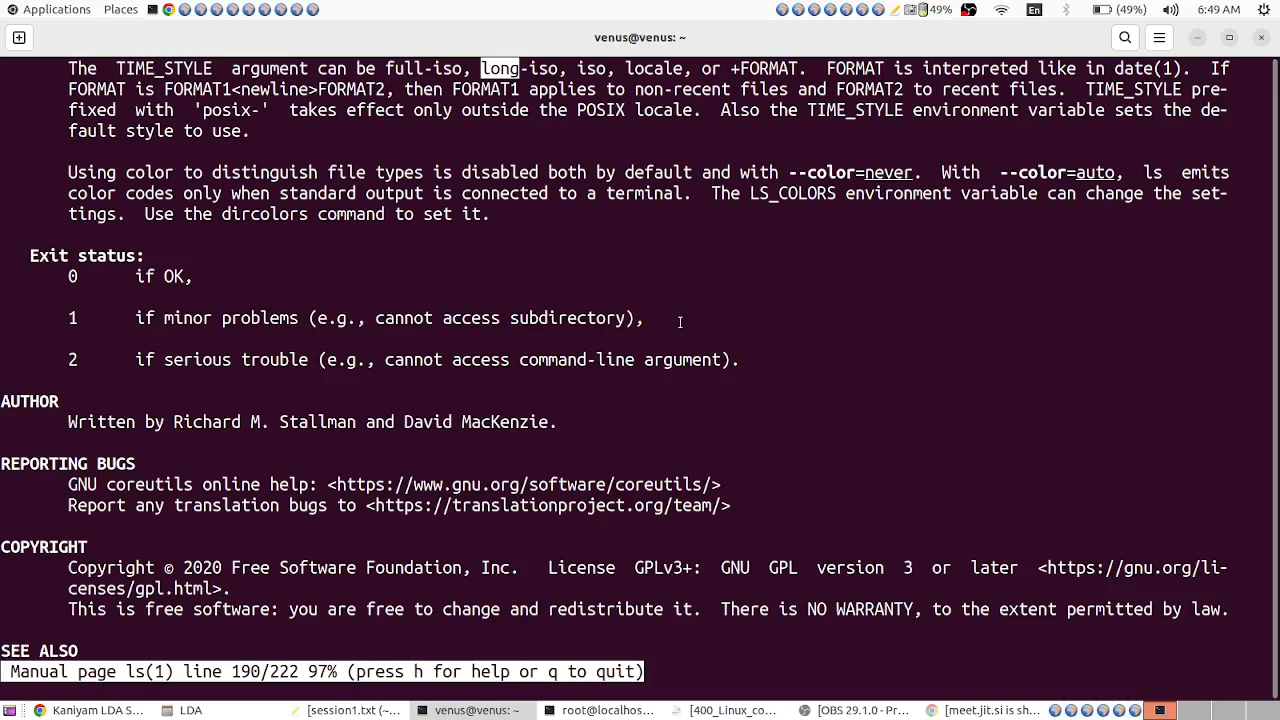 Applications Places 49% En (49%) 6:49 AM
venus@venus: ~
The TIME_STYLE argument can be full-iso, long-iso, iso, locale, or +FORMAT. FORMAT is interpreted like in date(1). If
FORMAT is FORMAT1<newline>FORMAT2, then FORMAT1 applies to non-recent files and FORMAT2 to recent files. TIME_STYLE pre-
fixed with 'posix-' takes effect only outside the POSIX locale. Also the TIME_STYLE environment variable sets the de-
fault style to use.
Using color to distinguish file types is disabled both by default and with --color=never. With --color=auto, ls emits
color codes only when standard output is connected to a terminal. The LS_COLORS environment variable can change the set-
tings. Use the dircolors command to set it.
Exit status:
0 if OK,
1 if minor problems (e.g., cannot access subdirectory),
2 if serious trouble (e.g., cannot access command-line argument).
AUTHOR
Written by Richard M. Stallman and David MacKenzie.
REPORTING BUGS
GNU coreutils online help: <https://www.gnu.org/software/coreutils/>
Report any translation bugs to <https://translationproject.org/team/>
COPYRIGHT
Copyright © 2020 Free Software Foundation, Inc. License GPLv3+: GNU GPL version 3 or later <https://gnu.org/li-
censes/gpl.html>.
This is free software: you are free to change and redistribute it. There is NO WARRANTY, to the extent permitted by law.
SEE ALSO
Manual page ls(1) line 190/222 97% (press h for help or q to quit)
Kaniyam LDA S... LDA [session1.txt (~... venus@venus: ~ root@localhos... [400_Linux_co... [OBS 29.1.0 - Pr... [meet.jit.si is sh...